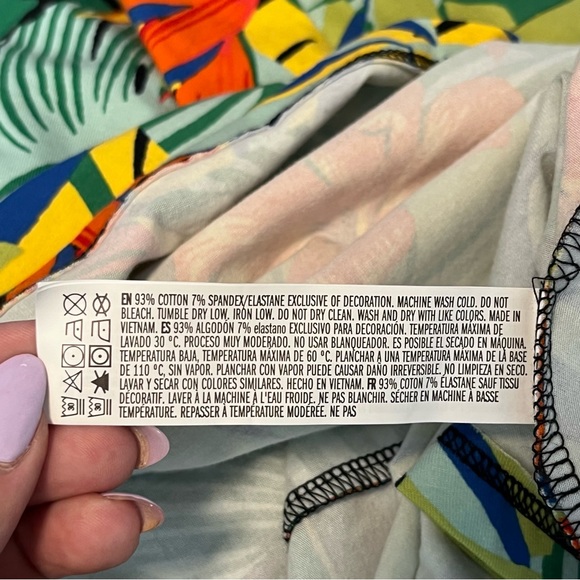 EN 93% COTTON 7% SPANDEX/ELASTANE EXCLUSIVE OF DECORATION. MACHINE WASH COLD. DO NOT
BLEACH. TUMBLE DRY LOW. IRON LOW. DO NOT DRY CLEAN. WASH AND DRY WITH LIKE COLORS. MADE IN
VIETNAM. ES 93% ALGODÓN 7% elastano EXCLUSIVO PARA DECORACIÓN. TEMPERATURA MÁXIMA DE
LAVADO 30 °C. PROCESO MUY MODERADO. NO USAR BLANQUEADOR. ES POSIBLE EL SECADO EN MÁQUINA.
TEMPERATURA BAJA, TEMPERATURA MÁXIMA DE 60 °C. PLANCHAR A UNA TEMPERATURA MÁXIMA DE LA BASE
DE 110 °C, SIN VAPOR. PLANCHAR CON VAPOR PUEDE CAUSAR DAÑO IRREVERSIBLE. NO LIMPIEZA EN SECO.
LAVAR Y SECAR CON COLORES SIMILARES. HECHO EN VIETNAM. FR 93% COTON 7% ÉLASTANE SAUF TISSU
DÉCORATIF. LAVER À LA MACHINE À L'EAU FROIDE. NE PAS BLANCHIR. SÉCHER EN MACHINE À BASSE
TEMPÉRATURE. REPASSER À TEMPÉRATURE MODÉRÉE. NE PAS